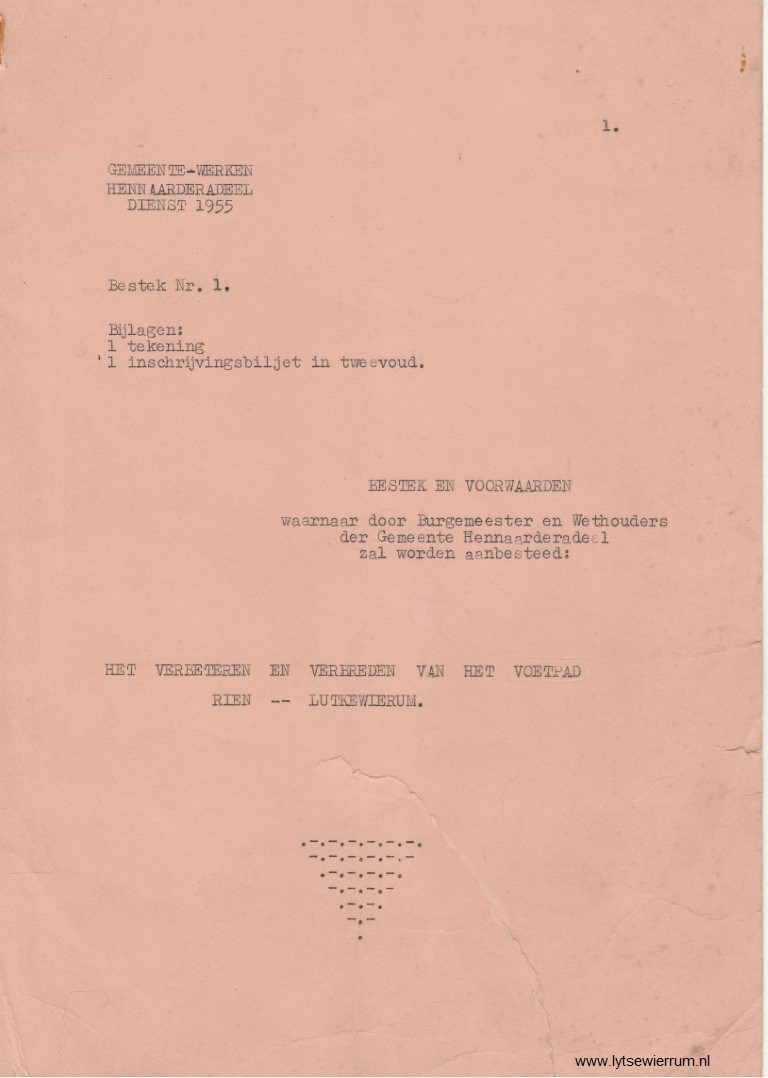 1.
GEMEENTE-WERKEN
HENNAARDERADEEL
DIENST 1955
Bestek Nr. 1.
Bijlagen:
1 tekening
'1 inschrijvingsbiljet in tweevoud.
BESTEK EN VOORWAARDEN
waarnaar door Burgemeester en Wethouders
der Gemeente Hennaarderadeel
zal worden aanbesteed:
HET VERBETEREN EN VERBREDEN VAN HET VOETPAD
RIEN -- LUTKEWIERUM.
.-.-.-.-.-.-.
-.-.-.-.-.-
.-.-.-.-.
-.-.-.-
.-.-.
-.-
.
www.lytsewierrum.nl